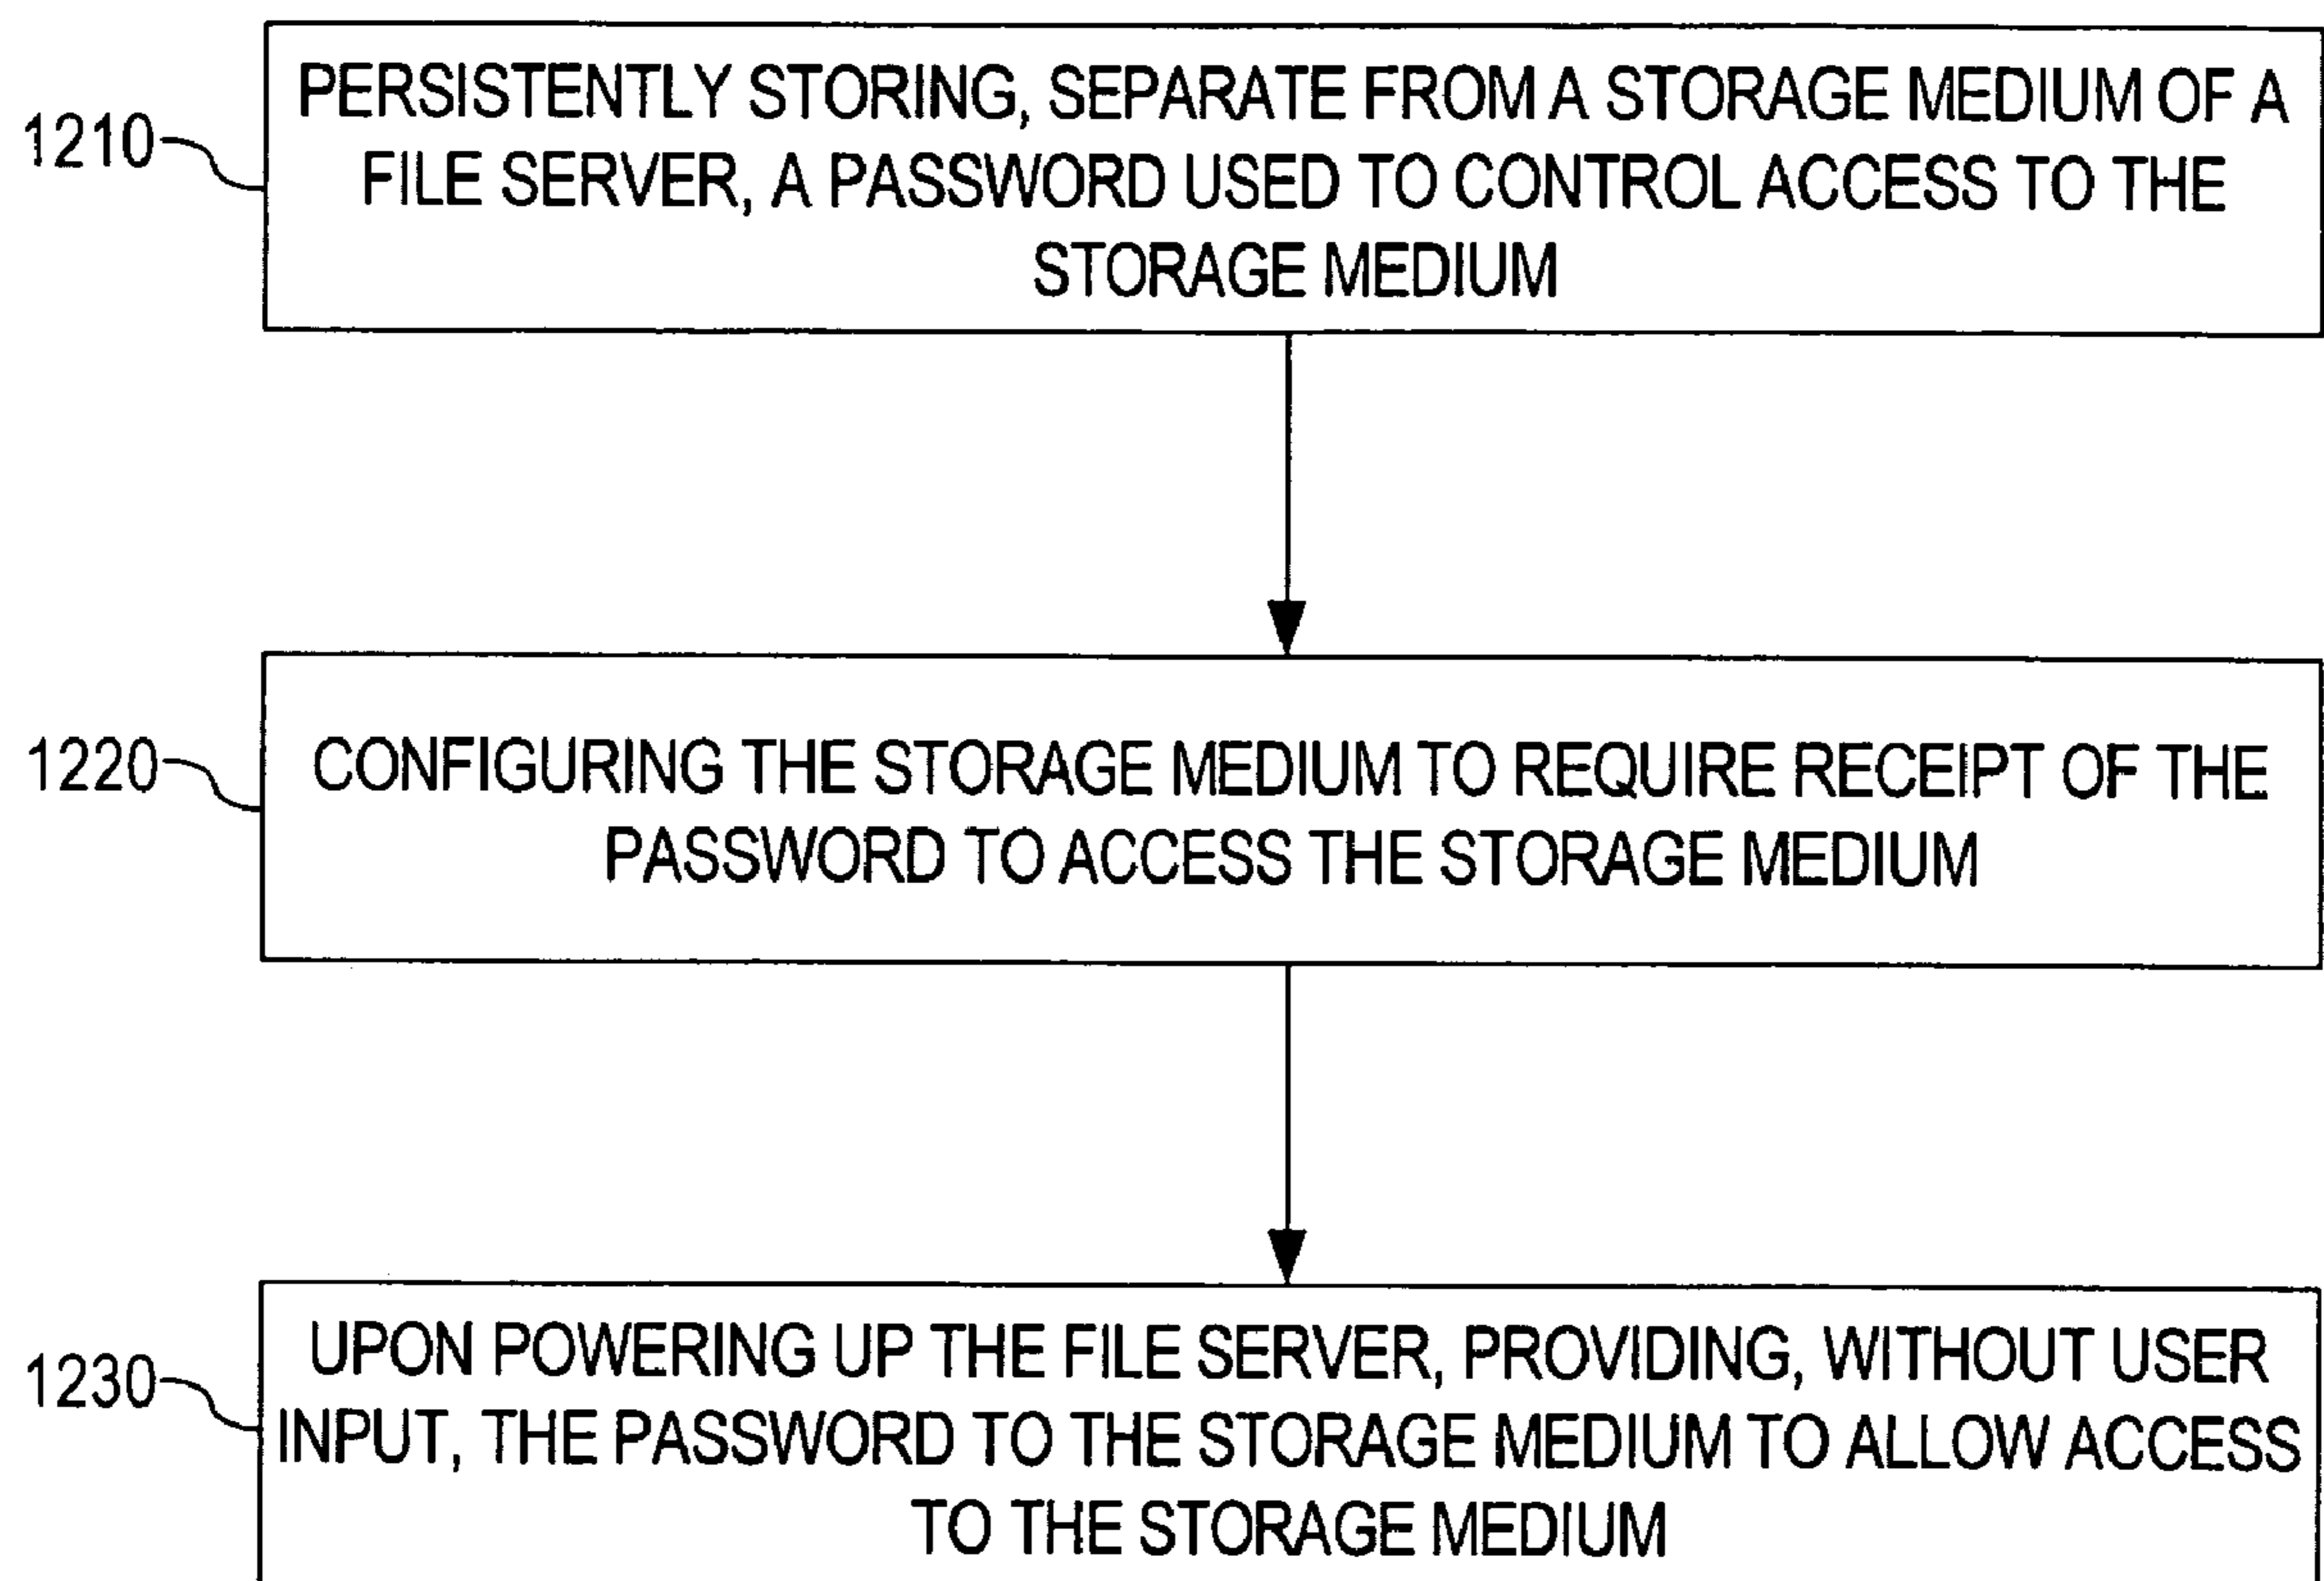 PERSISTENTLY STORING, SEPARATE FROM A STORAGE MEDIUM OF A
1210
FILE SERVER, A PASSWORD USED TO CONTROL ACCESS TO THE
STORAGE MEDIUM
1220
CONFIGURING THE STORAGE MEDIUM TO REQUIRE RECEIPT OF THE
PASSWORD TO ACCESS THE STORAGE MEDIUM
UPON POWERING UP THE FILE SERVER, PROVIDING, WITHOUT USER
1230
INPUT, THE PASSWORD TO THE STORAGE MEDIUM TO ALLOW ACCESS
TO THE STORAGE MEDIUM